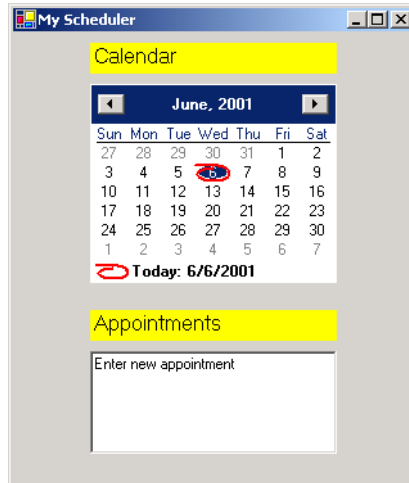 My Scheduler
Calendar
June, 2001
Sun Mon Tue Wed Thu Fri Sat
27 28 29 30 31 1 2
3 4 5 6 7 8 9
10 11 12 13 14 15 16
17 18 19 20 21 22 23
24 25 26 27 28 29 30
1 2 3 4 5 6 7
Today: 6/6/2001
Appointments
Enter new appointment